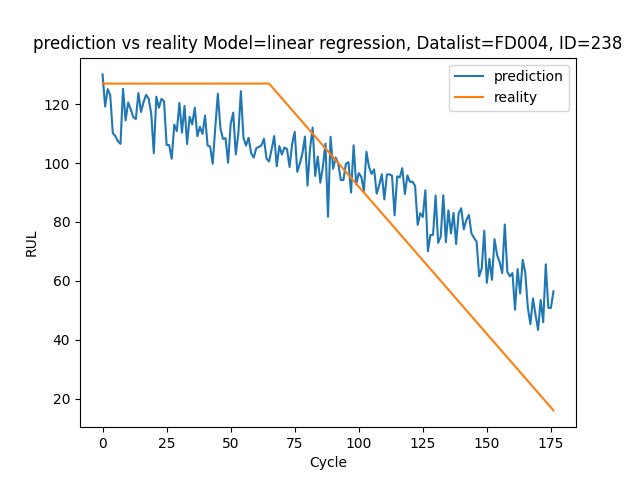 prediction vs reality Model=linear regression, Datalist=FD004, ID=238
prediction
reality
RUL
120
100
80
60
40
20
0 25 50 75 100 125 150 175
Cycle